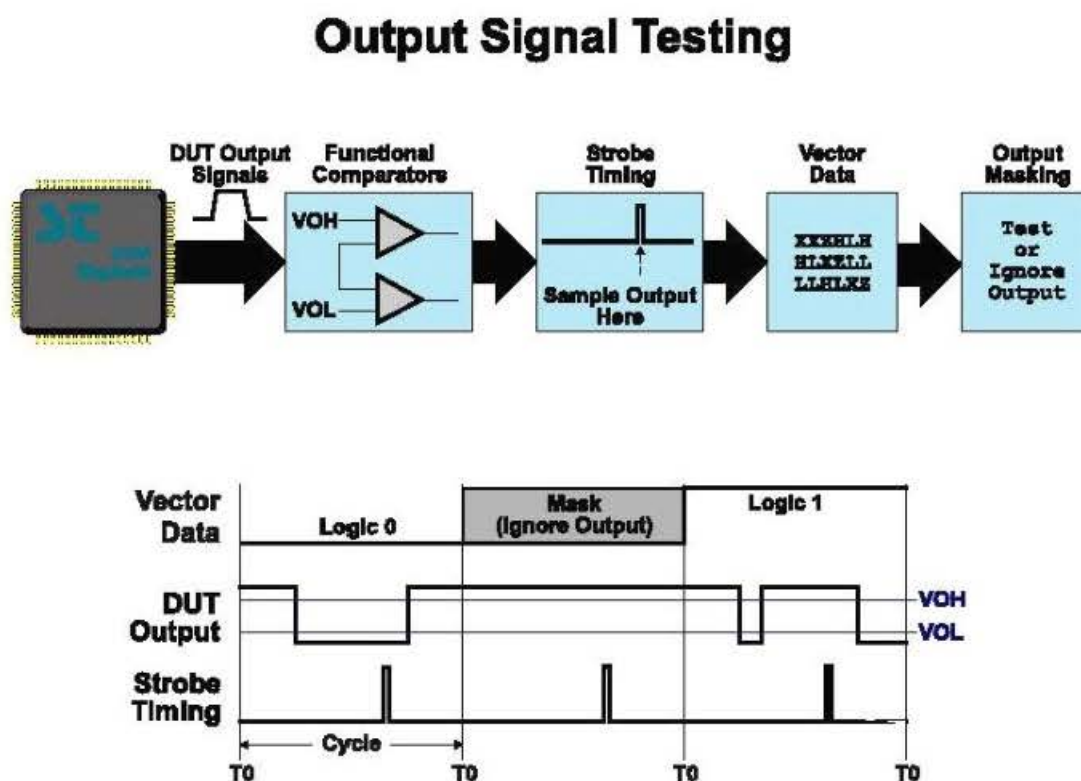 Output Signal Testing
DUT Output
Signals
Functional
Comparators
Strobe
Timing
Vector
Data
Output
Masking
VOH
VOL
Sample Output
Here
LLHLXZ
Test
or
Ignore
Output
Vector
Data
Logic 0
Mask
(Ignore Output)
Logic 1
DUT
Output
VOH
VOL
Strobe
Timing
Cycle
T0
T0
T0
T0